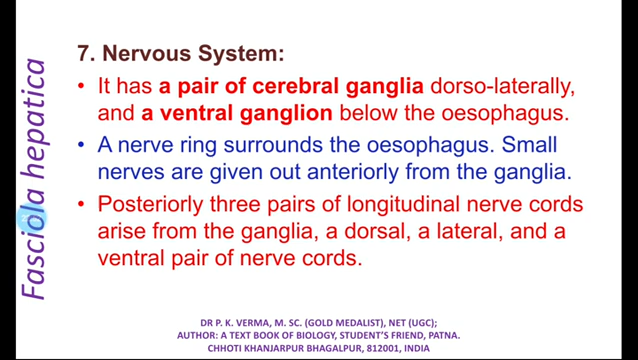 Fasciola hepatica
7. Nervous System:
• It has a pair of cerebral ganglia dorso-laterally,
and a ventral ganglion below the oesophagus.
• A nerve ring surrounds the oesophagus. Small
nerves are given out anteriorly from the ganglia.
• Posteriorly three pairs of longitudinal nerve cords
arise from the ganglia, a dorsal, a lateral, and a
ventral pair of nerve cords.
DR P. K. VERMA, M. SC. (GOLD MEDALIST), NET (UGC);
AUTHOR: A TEXT BOOK OF BIOLOGY, STUDENT'S FRIEND, PATNA.
CHHOTI KHANJARPUR BHAGALPUR, 812001, INDIA